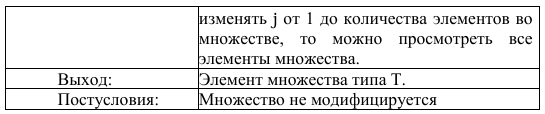 изменять j от 1 до количества элементов во
множестве, то можно просмотреть все
элементы множества.
Выход: Элемент множества типа T.
Постусловия: Множество не модифицируется